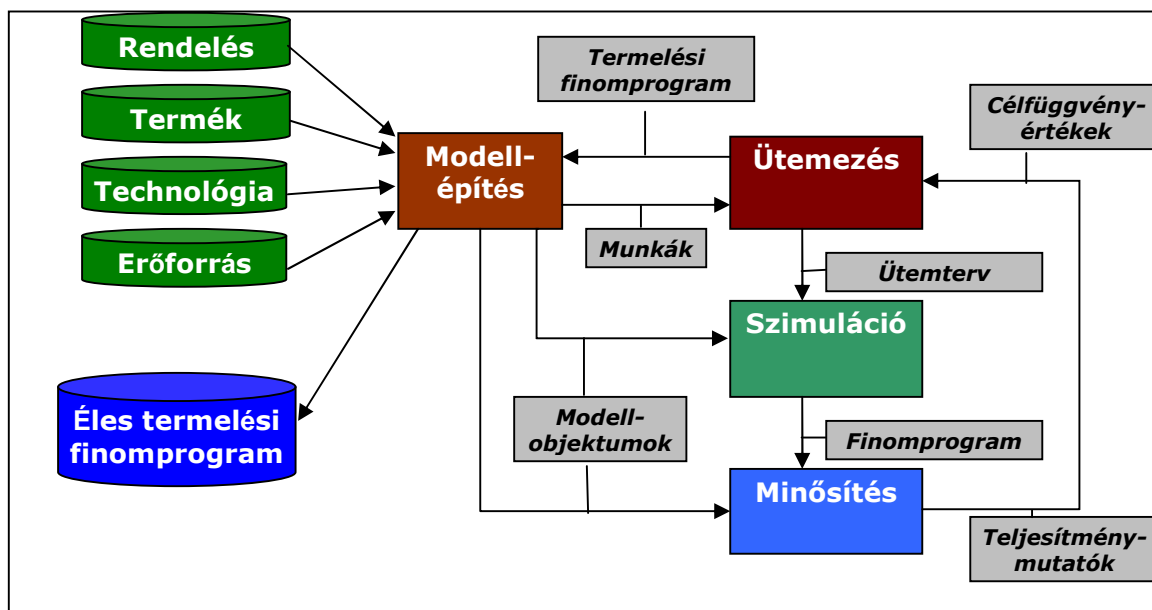 Rendelés
Termék
Technológia
Erőforrás
Éles termelési
finomprogram
Modell-
építés
Termelési
finomprogram
Munkák
Modell-
objektumok
Ütemezés
Ütemterv
Szimuláció
Finomprogram
Minősítés
Célfüggvény-
értékek
Teljesítmény-
mutatók